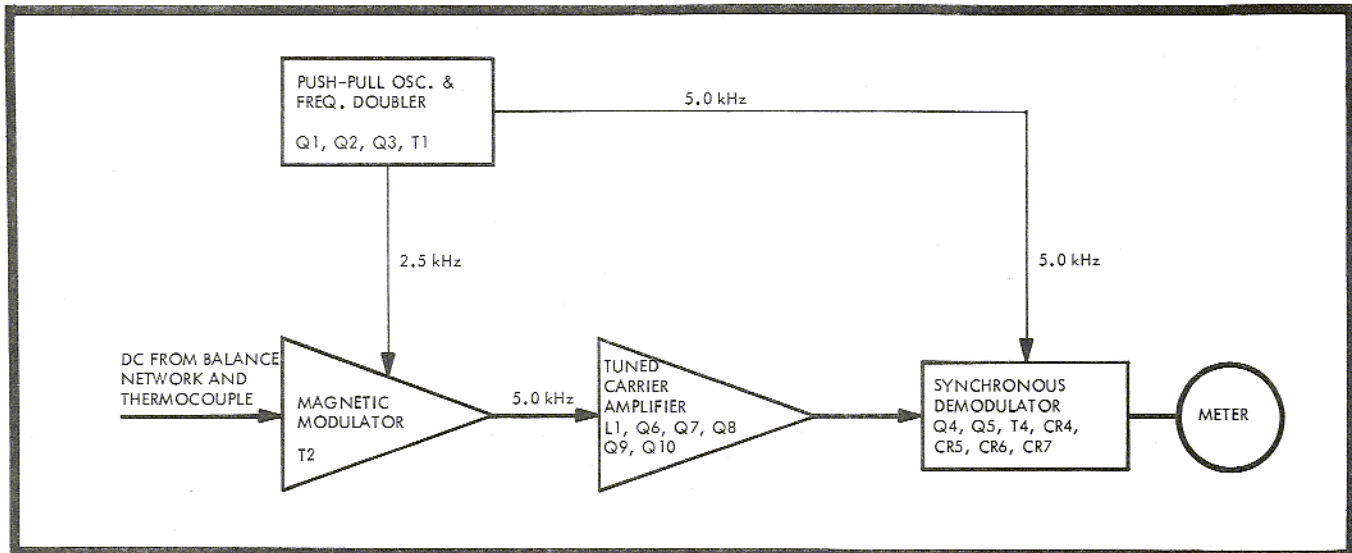 PUSH-PULL OSC. &
FREQ. DOUBLER
Q1, Q2, Q3, T1
5.0 kHz
2.5 kHz
5.0 kHz
DC FROM BALANCE
NETWORK AND
THERMOCOUPLE
MAGNETIC
MODULATOR
T2
5.0 kHz
TUNED
CARRIER
AMPLIFIER
L1, Q6, Q7, Q8
Q9, Q10
SYNCHRONOUS
DEMODULATOR
Q4, Q5, T4, CR4,
CR5, CR6, CR7
METER